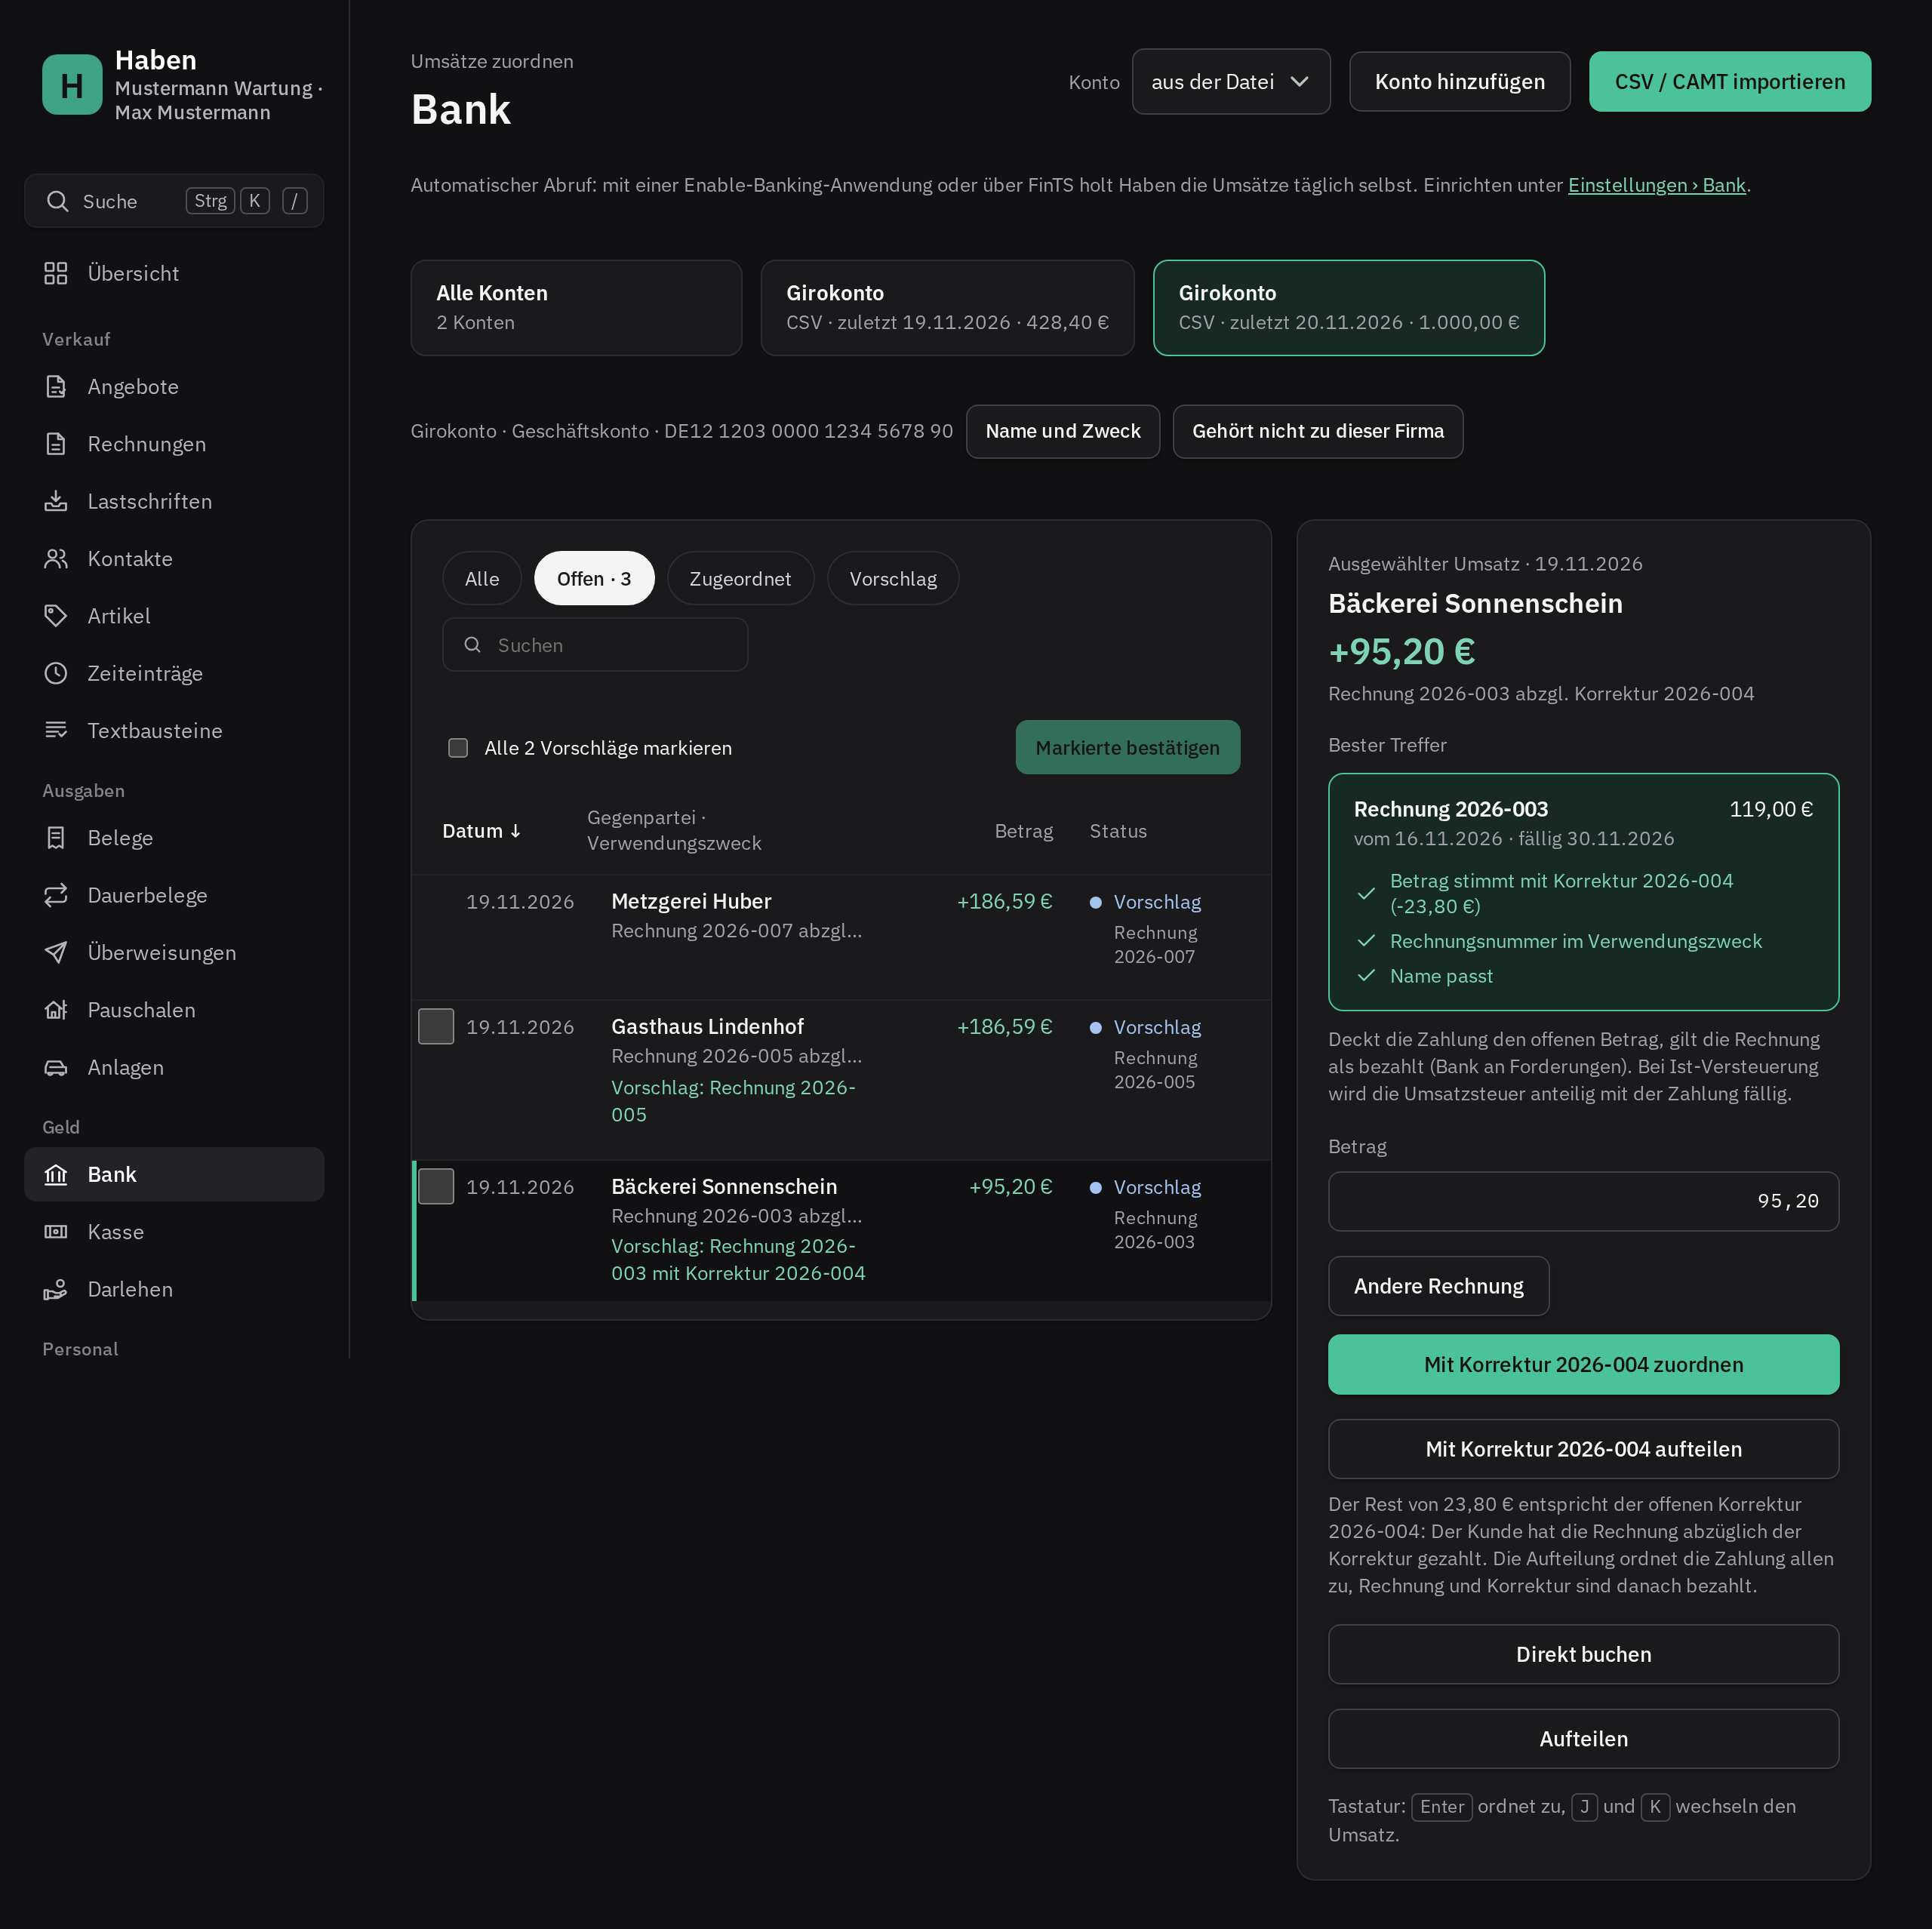 H
Haben
Mustermann Wartung ·
Max Mustermann
Suche Strg K /
Übersicht
Verkauf
Angebote
Rechnungen
Lastschriften
Kontakte
Artikel
Zeiteinträge
Textbausteine
Ausgaben
Belege
Dauerbelege
Überweisungen
Pauschalen
Anlagen
Geld
Bank
Kasse
Darlehen
Personal
Umsätze zuordnen
Bank
Konto aus der Datei Konto hinzufügen CSV / CAMT importieren
Automatischer Abruf: mit einer Enable-Banking-Anwendung oder über FinTS holt Haben die Umsätze täglich selbst. Einrichten unter Einstellungen › Bank.
Alle Konten
2 Konten
Girokonto
CSV · zuletzt 19.11.2026 · 428,40 €
Girokonto
CSV · zuletzt 20.11.2026 · 1.000,00 €
Girokonto · Geschäftskonto · DE12 1203 0000 1234 5678 90 Name und Zweck Gehört nicht zu dieser Firma
Alle Offen · 3 Zugeordnet Vorschlag
Suchen
Alle 2 Vorschläge markieren Markierte bestätigen
Datum ↓ Gegenpartei · Verwendungszweck Betrag Status
19.11.2026 Metzgerei Huber +186,59 € Vorschlag
Rechnung 2026-007 abzgl… Rechnung
2026-007
19.11.2026 Gasthaus Lindenhof +186,59 € Vorschlag
Rechnung 2026-005 abzgl… Rechnung
2026-005
Vorschlag: Rechnung 2026-
005
19.11.2026 Bäckerei Sonnenschein +95,20 € Vorschlag
Rechnung 2026-003 abzgl… Rechnung
2026-003
Vorschlag: Rechnung 2026-
003 mit Korrektur 2026-004
Ausgewählter Umsatz · 19.11.2026
Bäckerei Sonnenschein
+95,20 €
Rechnung 2026-003 abzgl. Korrektur 2026-004
Bester Treffer
Rechnung 2026-003 119,00 €
vom 16.11.2026 · fällig 30.11.2026
Betrag stimmt mit Korrektur 2026-004
(-23,80 €)
Rechnungsnummer im Verwendungszweck
Name passt
Deckt die Zahlung den offenen Betrag, gilt die Rechnung
als bezahlt (Bank an Forderungen). Bei Ist-Versteuerung
wird die Umsatzsteuer anteilig mit der Zahlung fällig.
Betrag
95,20
Andere Rechnung
Mit Korrektur 2026-004 zuordnen
Mit Korrektur 2026-004 aufteilen
Der Rest von 23,80 € entspricht der offenen Korrektur
2026-004: Der Kunde hat die Rechnung abzüglich der
Korrektur gezahlt. Die Aufteilung ordnet die Zahlung allen
zu, Rechnung und Korrektur sind danach bezahlt.
Direkt buchen
Aufteilen
Tastatur: Enter ordnet zu, J und K wechseln den
Umsatz.